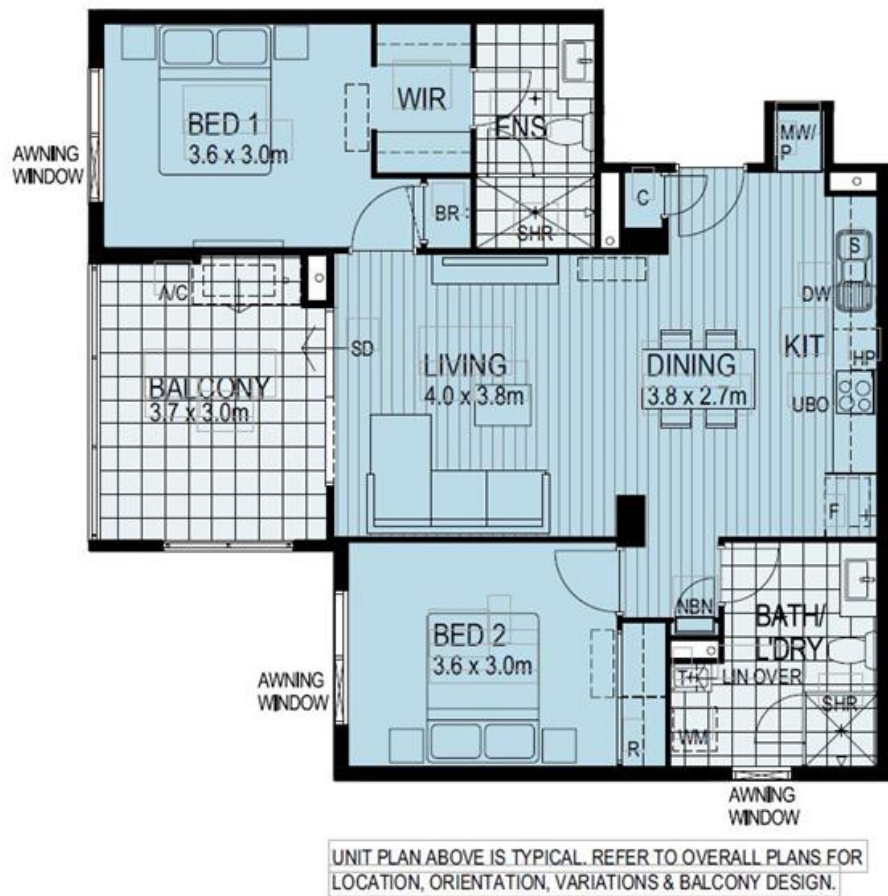 BED 1
3.6 x 3.0m
WIR
ENS
MW/
P
AWNING
WINDOW
BR
SHR
C
S
A/C
DW
SD
LIVING
4.0 x 3.8m
DINING
3.8 x 2.7m
KIT
HP
BALCONY
3.7 x 3.0m
UBO
F
NBN
BATH/
L'DRY
BED 2
3.6 x 3.0m
LIN OVER
AWNING
WINDOW
SHR
WM
R
AWNING
WINDOW
UNIT PLAN ABOVE IS TYPICAL. REFER TO OVERALL PLANS FOR
LOCATION, ORIENTATION, VARIATIONS & BALCONY DESIGN.